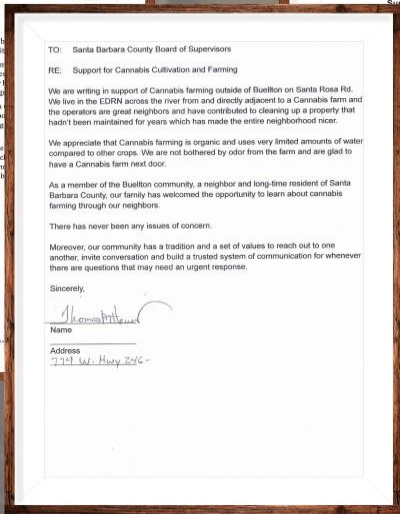 TO: Santa Barbara County Board of Supervisors
RE: Support for Cannabis Cultivation and Farming
We are writing in support of Cannabis farming outside of Buellton on Santa Rosa Rd.
We live in the EDRN across the river from and directly adjacent to a Cannabis farm and
the operators are great neighbors and have contributed to cleaning up a property that
hadn't been maintained for years which has made the entire neighborhood nicer.
We appreciate that Cannabis farming is organic and uses very limited amounts of water
compared to other crops. We are not bothered by odor from the farm and are glad to
have a Cannabis farm next door.
As a member of the Buellton community, a neighbor and long-time resident of Santa
Barbara County, our family has welcomed the opportunity to learn about cannabis
farming through our neighbors.
There has never been any issues of concern.
Moreover, our community has a tradition and a set of values to reach out to one
another, invite conversation and build a trusted system of communication for whenever
there are questions that may need an urgent response.
Sincerely,
Thomas
Name
Address
774 W. Hwy 246-